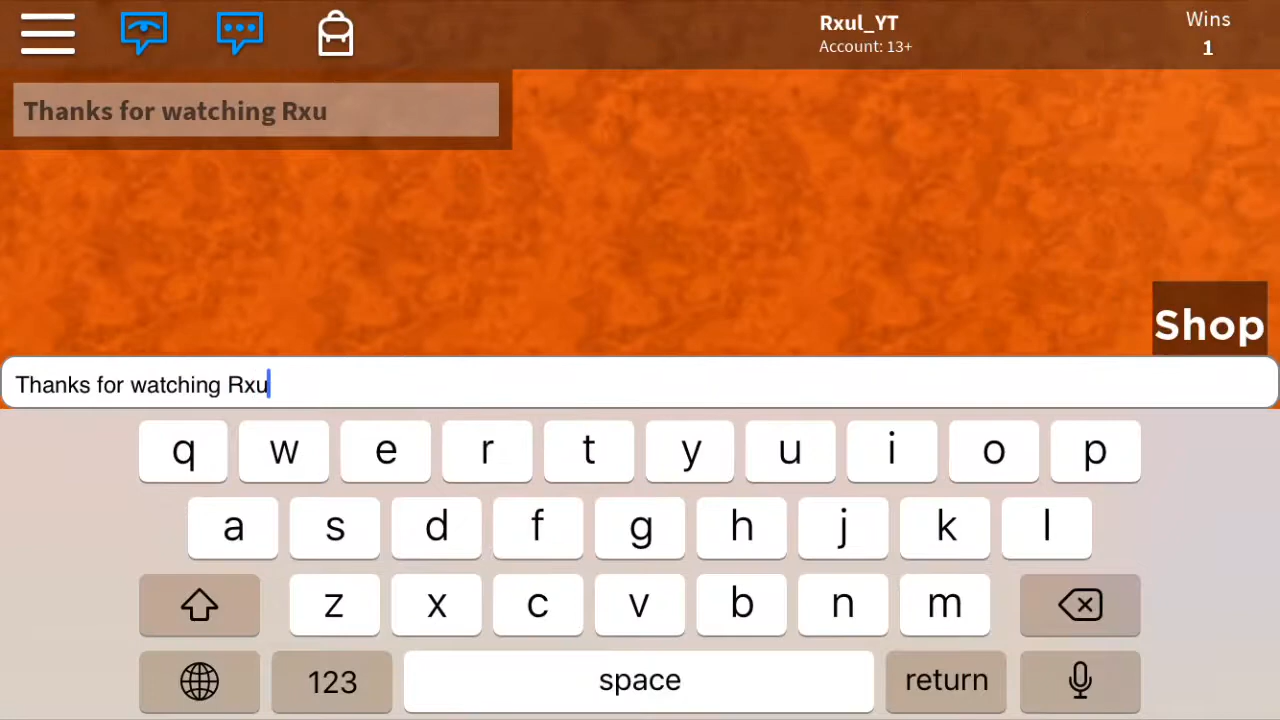 Rxul_YT
Account: 13+
Wins
1
Thanks for watching Rxu
Shop
Thanks for watching Rxu
q w e r t y u i o p
a s d f g h j k l
z x c v b n m
123 space return